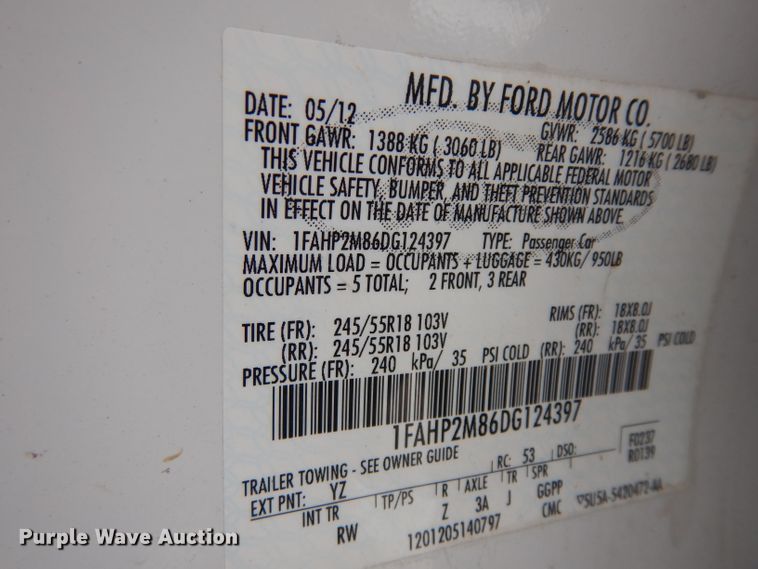 MFD. BY FORD MOTOR CO.
DATE: 05/12 GVWR: 2586 KG ( 5700 LB)
FRONT GAWR: 1388 KG ( 3060 LB) REAR GAWR: 1216 KG ( 2680 LB)
THIS VEHICLE CONFORMS TO ALL APPLICABLE FEDERAL MOTOR
VEHICLE SAFETY, BUMPER, AND THEFT PREVENTION STANDARDS
IN EFFECT ON THE DATE OF MANUFACTURE SHOWN ABOVE.
VIN: 1FAHP2M86DG124397 TYPE: Passenger Car
MAXIMUM LOAD = OCCUPANTS + LUGGAGE = 430KG/ 950LB
OCCUPANTS = 5 TOTAL; 2 FRONT, 3 REAR
TIRE (FR): 245/55R18 103V RIMS (FR): 18X8.0J
(RR): 245/55R18 103V (RR): 18X8.0J
PRESSURE (FR): 240 kPa/ 35 PSI COLD (RR): 240 kPa/ 35 PSI COLD
1FAHP2M86DG124397
TRAILER TOWING - SEE OWNER GUIDE RC: 53 DSO: F0237
R0139
EXT PNT: YZ
INT TR TP/PS R AXLE TR SPR
RW Z 3A J GGPP
1201205140797 CMC
Purple Wave Auction